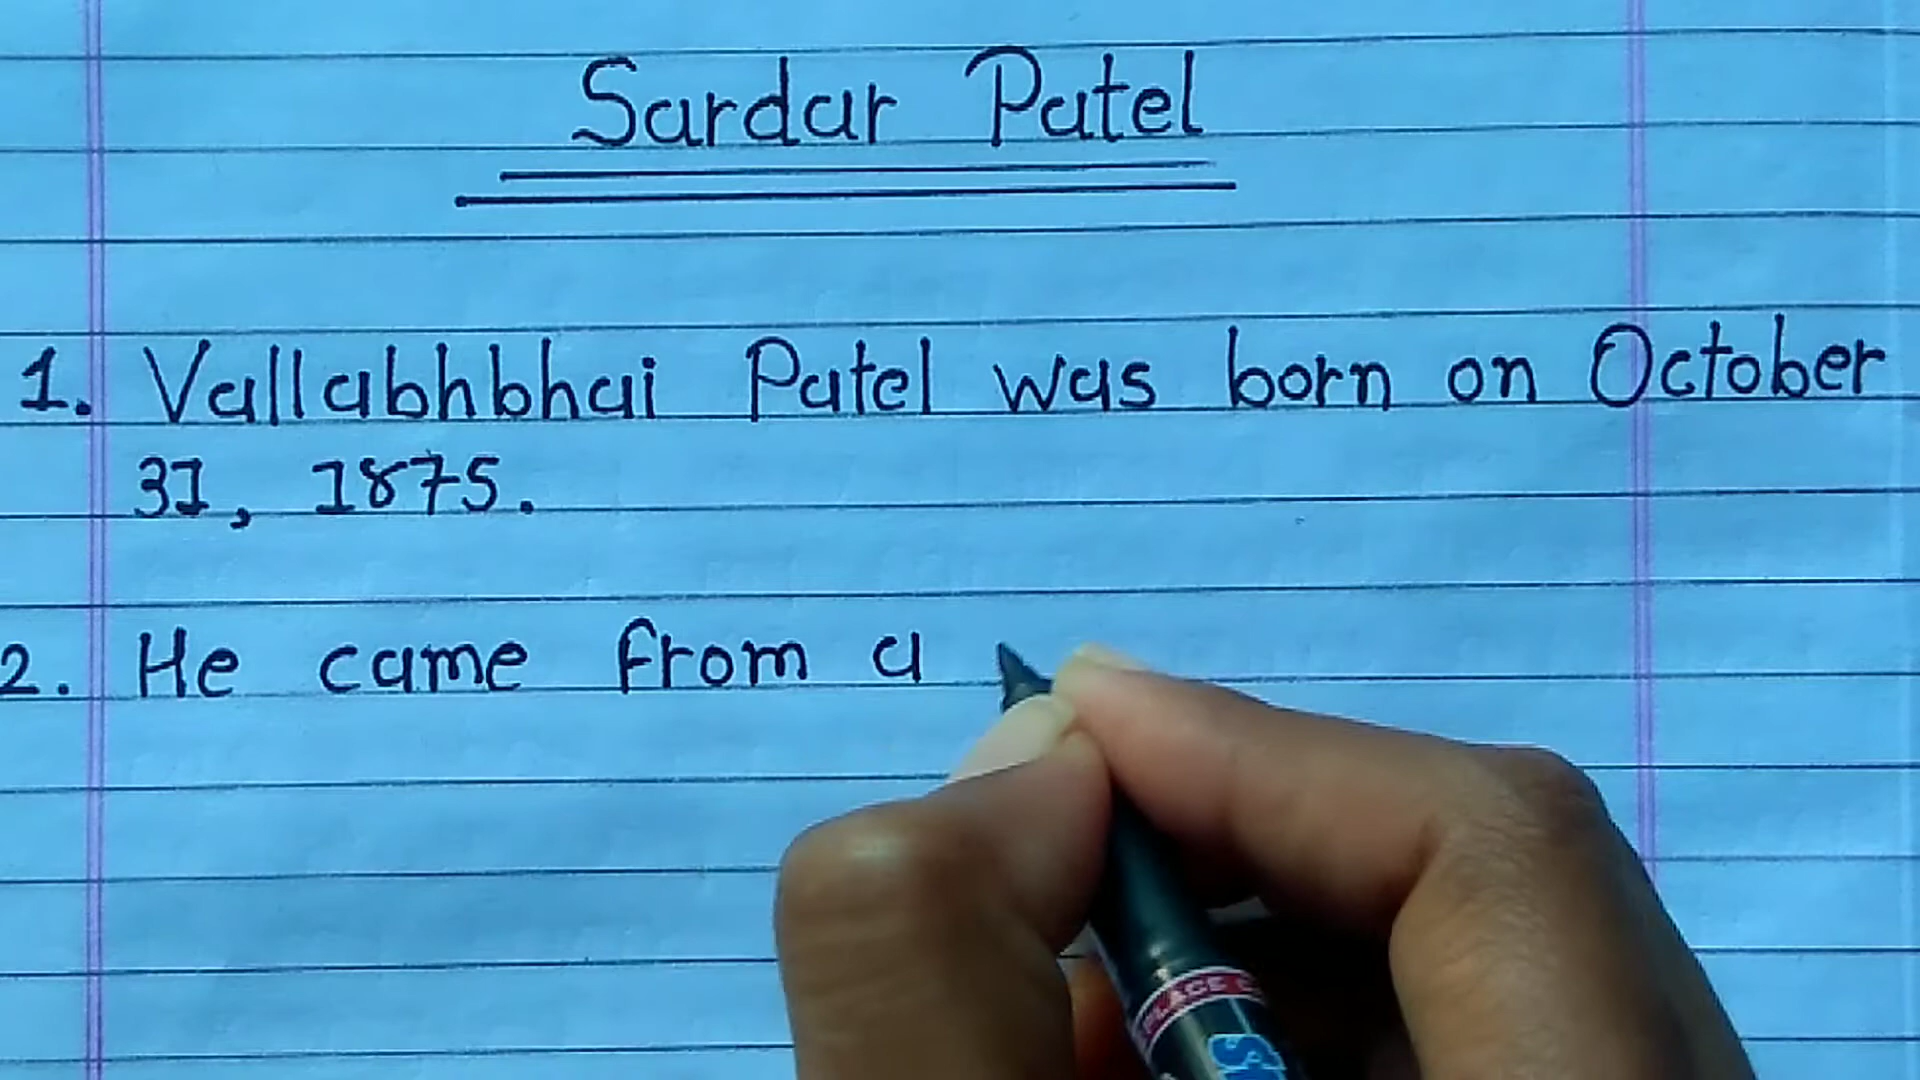 Sardar Patel
1. Vallabhbhai Patel was born on October
31, 1875.
2. He came from a